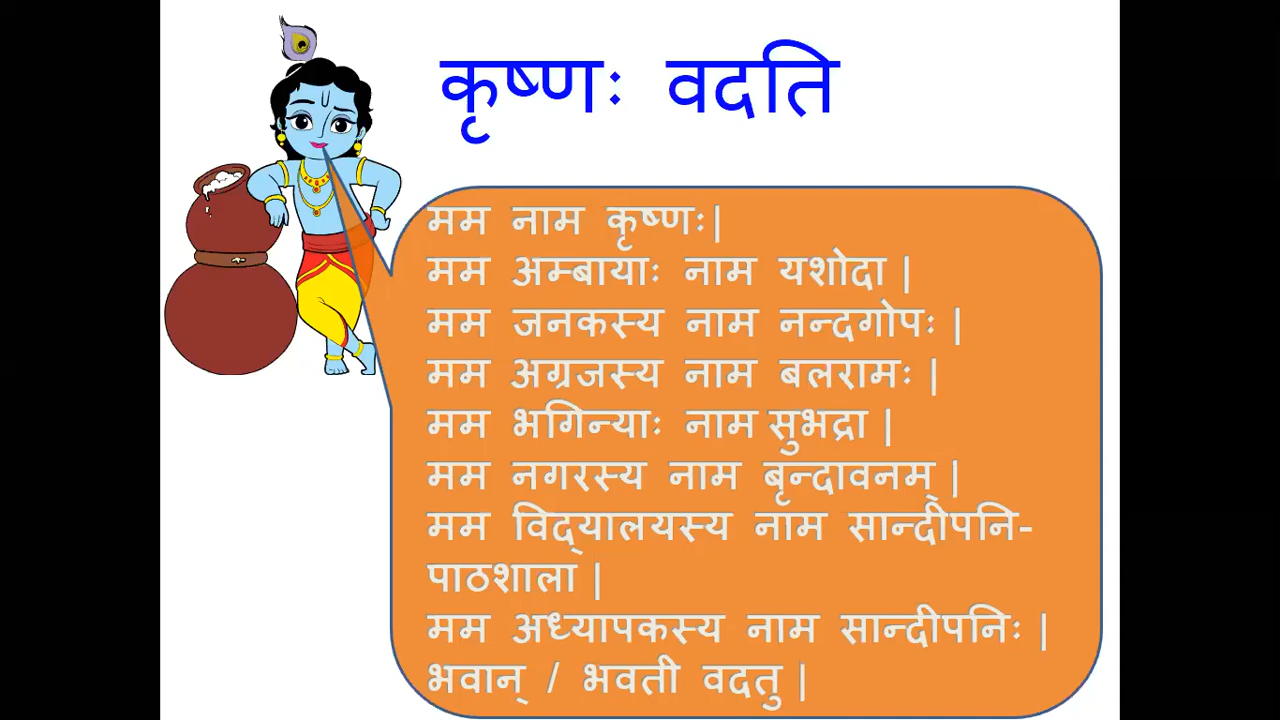 कृष्णः वदति
मम नाम कृष्णः|
मम अम्बायाः नाम यशोदा |
मम जनकस्य नाम नन्दगोपः |
मम अग्रजस्य नाम बलरामः |
मम भगिन्याः नाम सुभद्रा |
मम नगरस्य नाम बृन्दावनम् |
मम विद्‌यालयस्य नाम सान्दीपनि-
पाठशाला |
मम अध्यापकस्य नाम सान्दीपनिः |
भवान् / भवती वदतु |